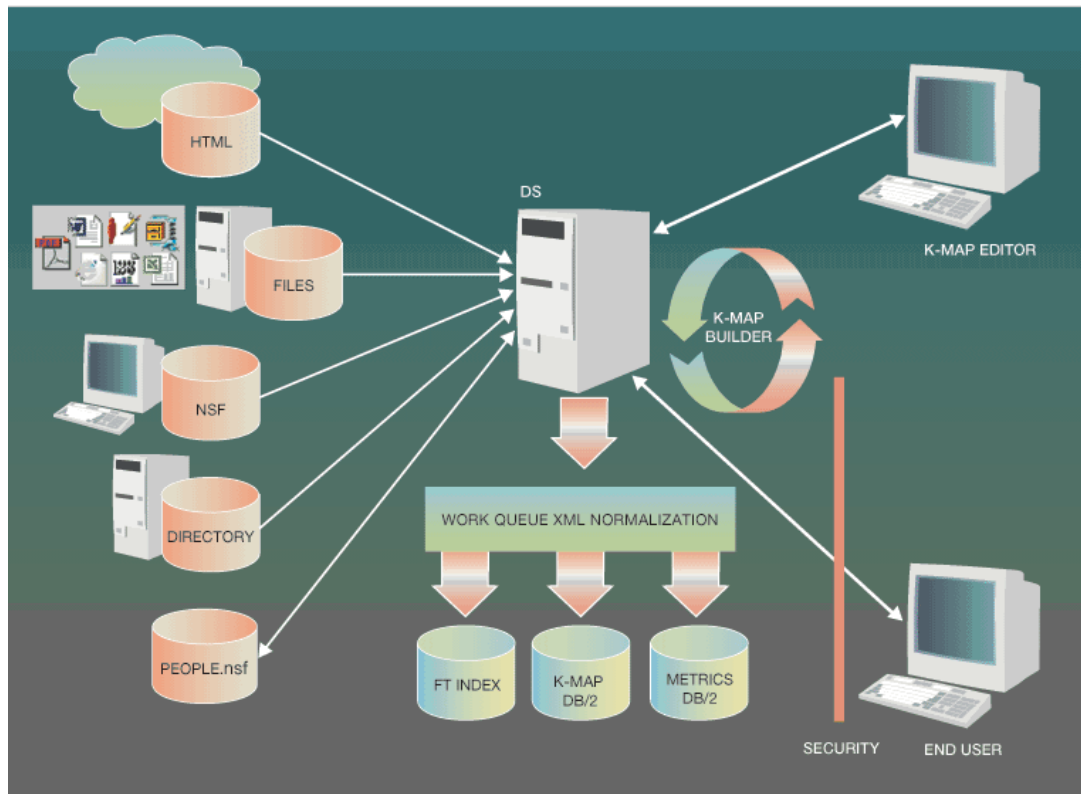 HTML
DS
K-MAP EDITOR
123
FILES
K-MAP
BUILDER
NSF
WORK QUEUE XML NORMALIZATION
DIRECTORY
PEOPLE.nsf
FT INDEX
K-MAP
DB/2
METRICS
DB/2
SECURITY
END USER